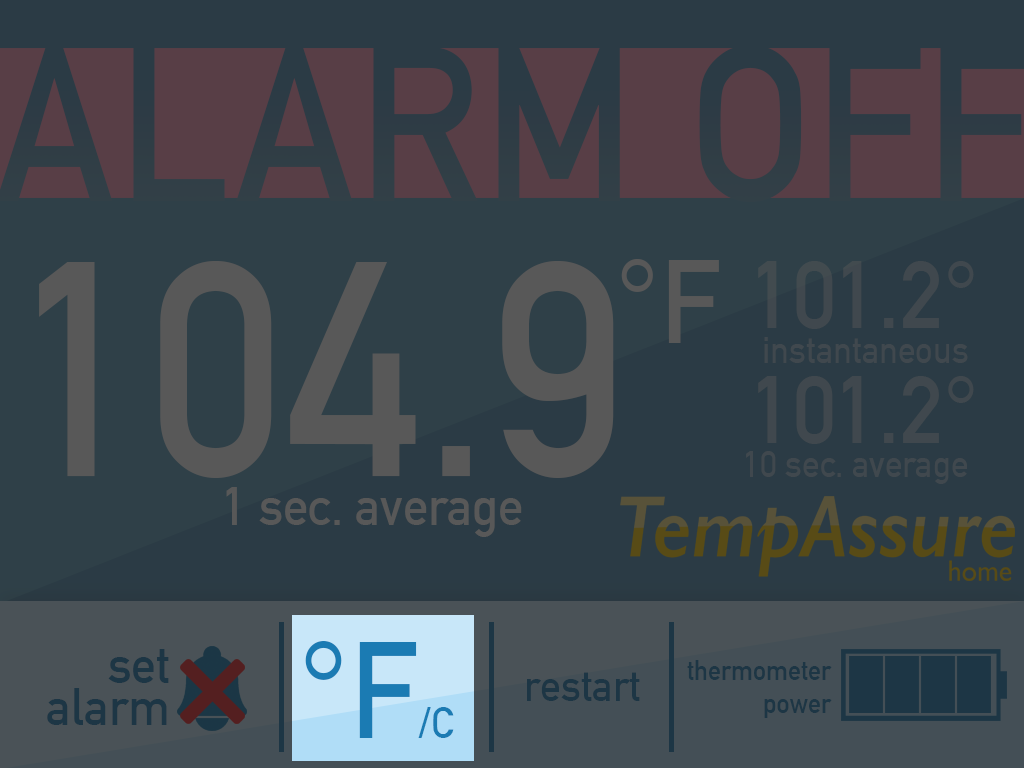 ALARM OFF
104.9°F
1 sec. average
101.2°
instantaneous
101.2°
10 sec. average
TempAssure
home
set
alarm
°F/C
restart
thermometer
power